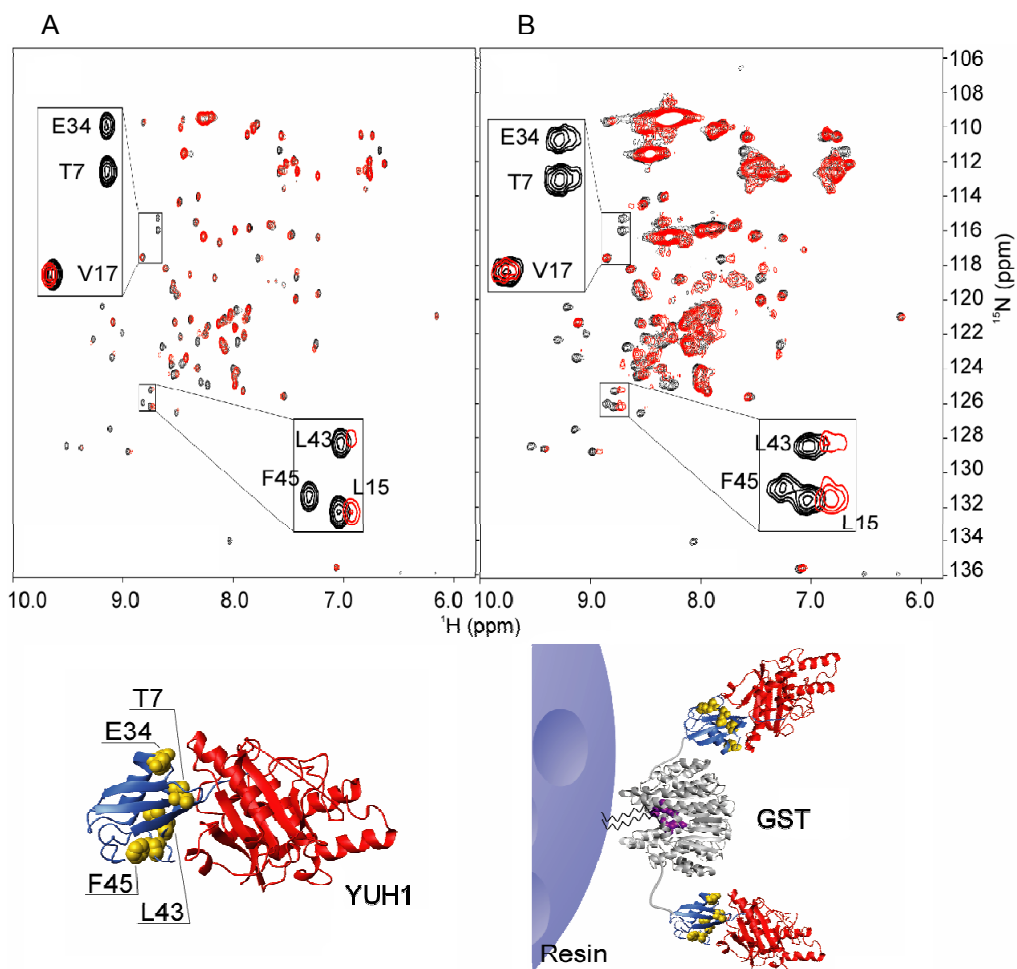 A
B
E34
T7
V17
L43
F45
L15
10.0 9.0 8.0 7.0
E34
T7
V17
L43
F45
L15
10.0 9.0 8.0 7.0 6.0
106
108
110
112
114
116
118
120
122
124
126
128
130
132
134
136
¹⁵N (ppm)
¹H (ppm)
T7
E34
F45
L43
YUH1
GST
Resin